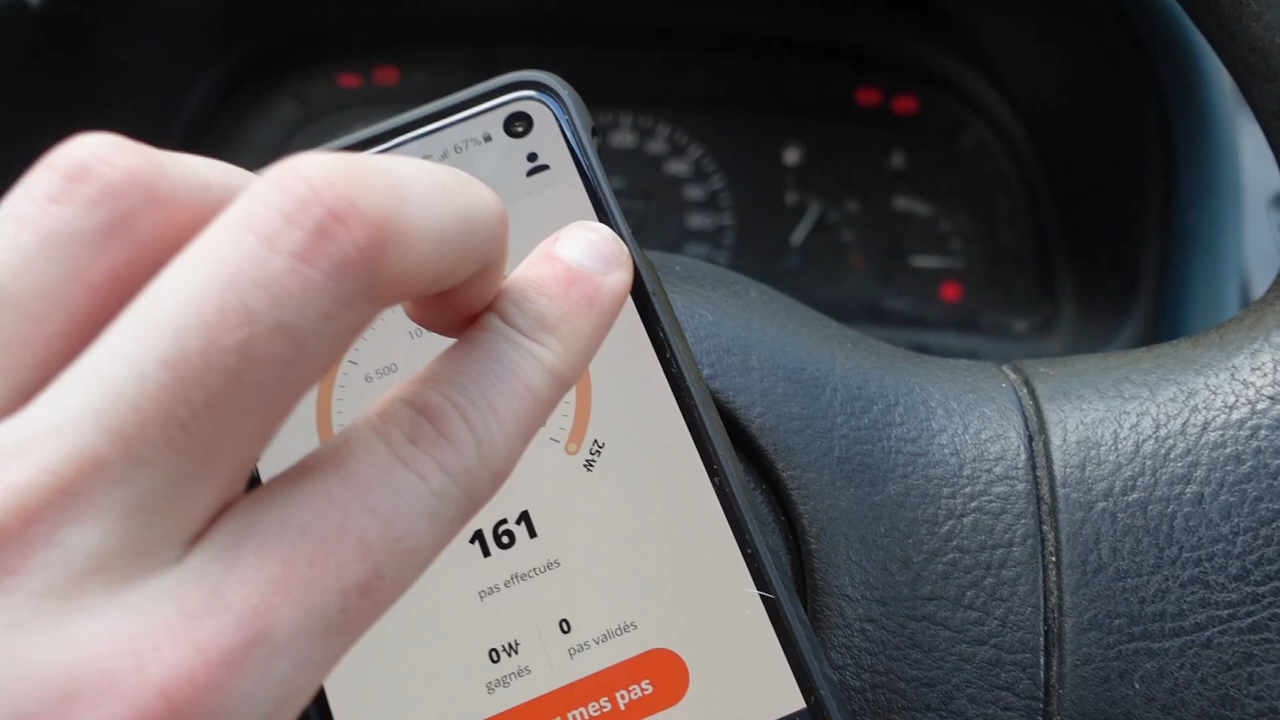 67%
10
6 500
25W
161
pas effectués
0W 0
gagnés pas validés
mes pas